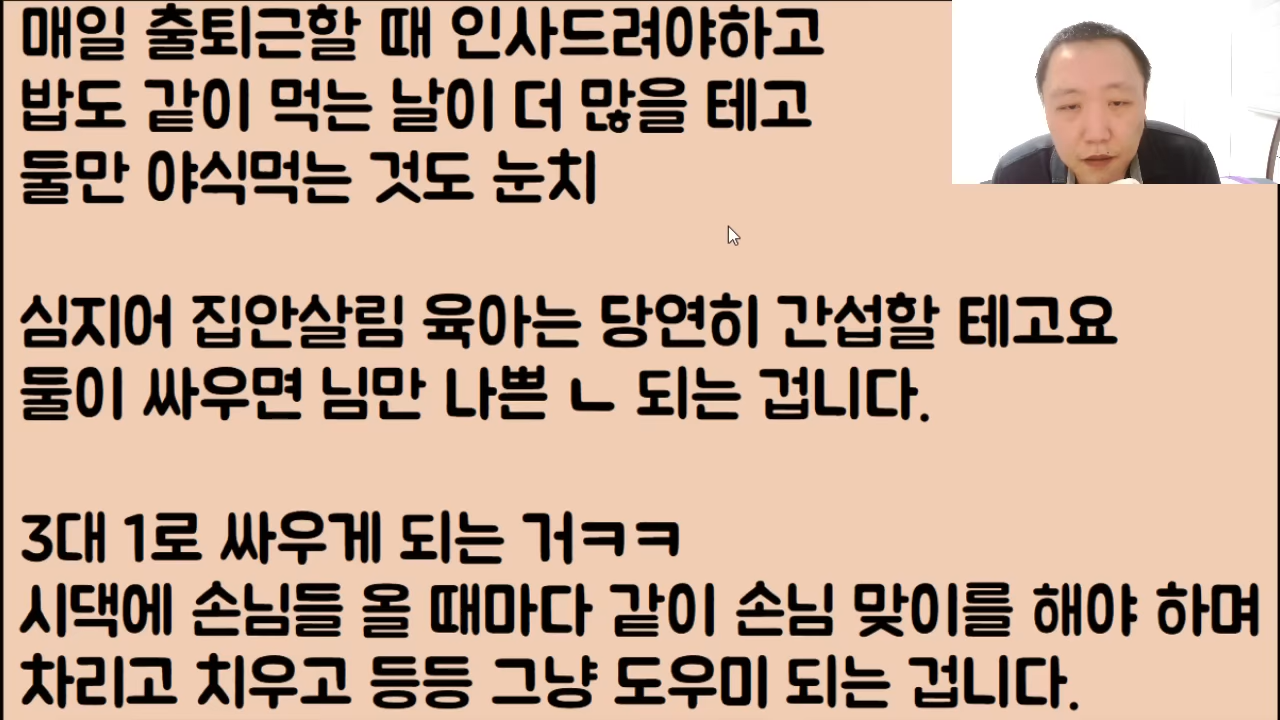 매일 출퇴근할 때 인사드려야하고
밥도 같이 먹는 날이 더 많을 테고
둘만 야식먹는 것도 눈치
심지어 집안살림 육아는 당연히 간섭할 테고요
둘이 싸우면 님만 나쁜 ㄴ 되는 겁니다.
3대 1로 싸우게 되는 거ㅋㅋ
시댁에 손님들 올 때마다 같이 손님 맞이를 해야 하며
차리고 치우고 등등 그냥 도우미 되는 겁니다.